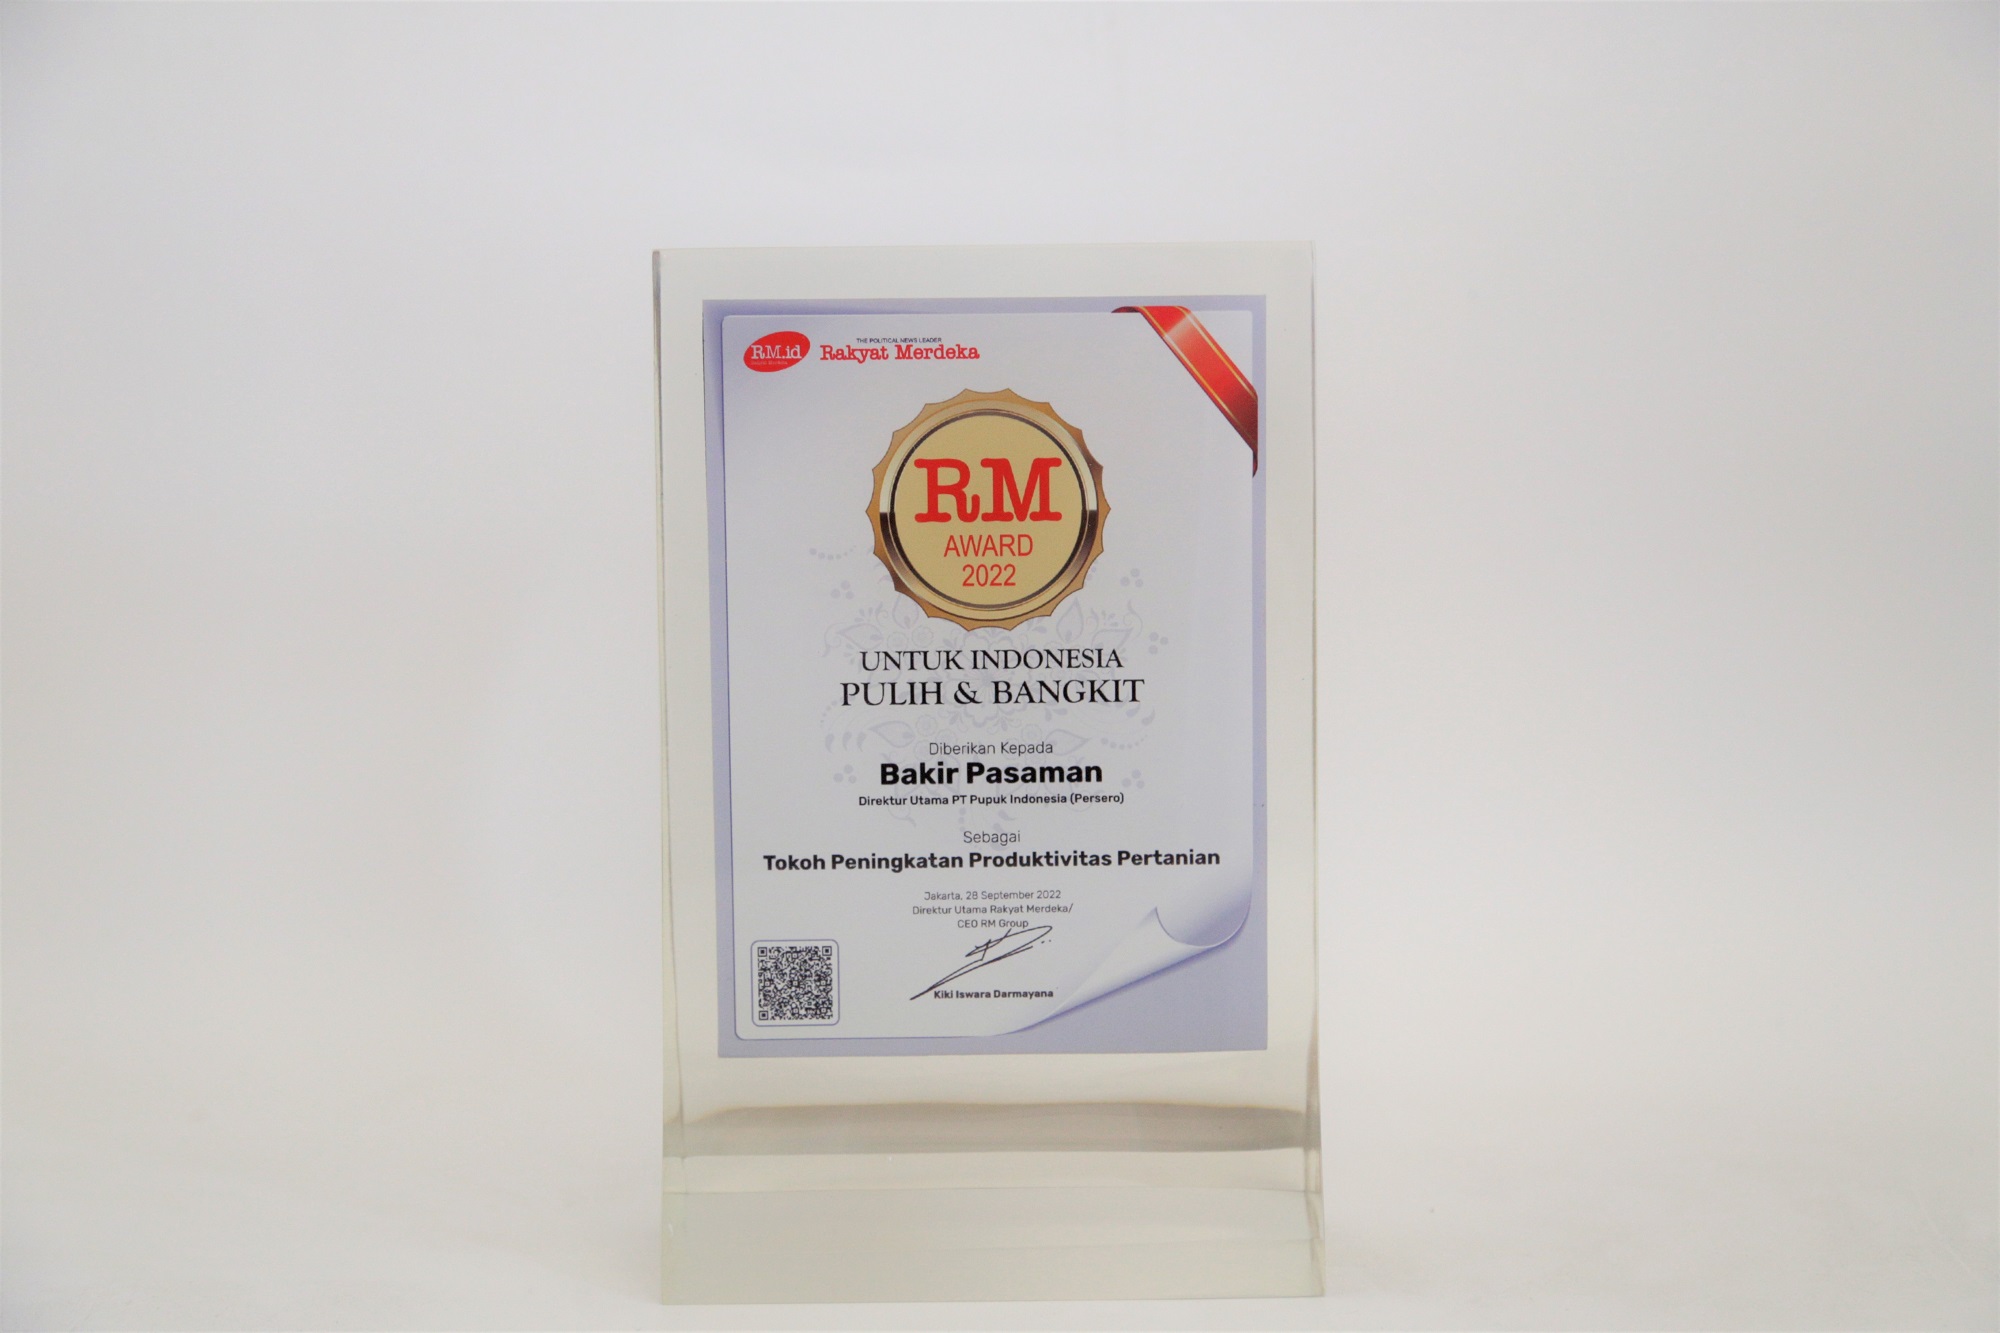 RM.id
THE POLITICAL NEWS LEADER
Rakyat Merdeka
RM
AWARD
2022
UNTUK INDONESIA
PULIH & BANGKIT
Diberikan Kepada
Bakir Pasaman
Direktur Utama PT Pupuk Indonesia (Persero)
Sebagai
Tokoh Peningkatan Produktivitas Pertanian
Jakarta, 28 September 2022
Direktur Utama Rakyat Merdeka/
CEO RM Group
Kiki Iswara Darmayana